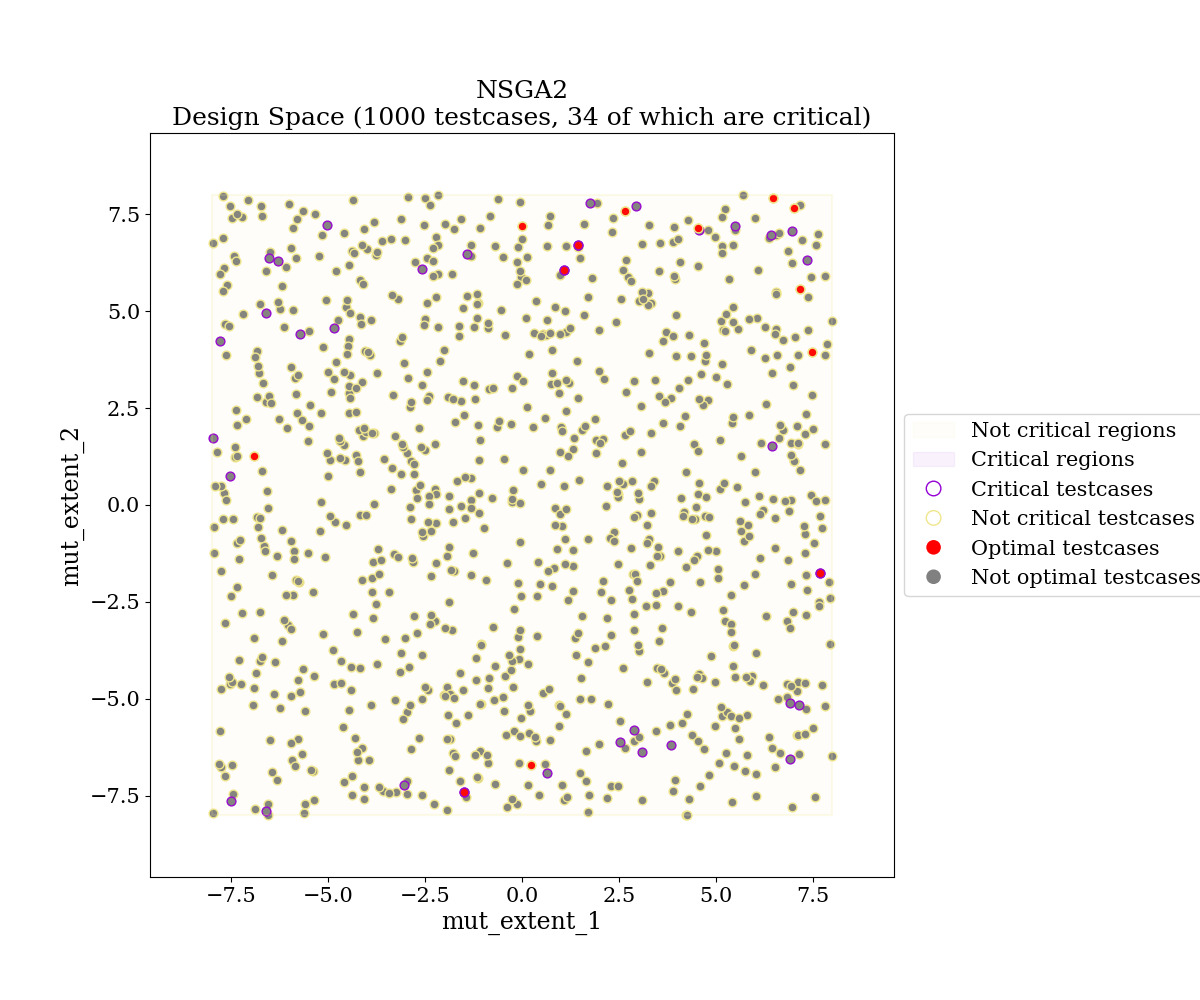 NSGA2
Design Space (1000 testcases, 34 of which are critical)
7.5
5.0
2.5
0.0
−2.5
−5.0
−7.5
mut_extent_2
−7.5 −5.0 −2.5 0.0 2.5 5.0 7.5
mut_extent_1
Not critical regions
Critical regions
Critical testcases
Not critical testcases
Optimal testcases
Not optimal testcases